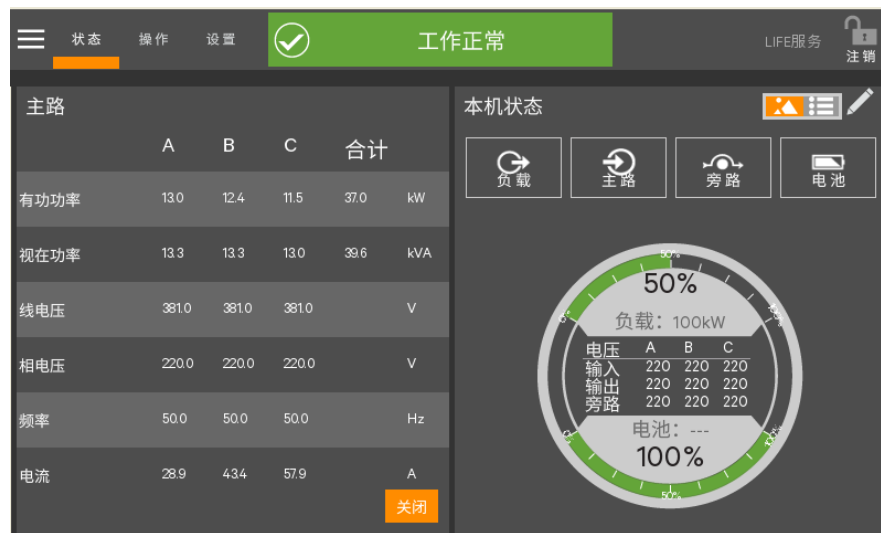 状态 操作 设置 工作正常 LIFE服务 注销
主路
A B C 合计
有功功率 13.0 12.4 11.5 37.0 kW
视在功率 13.3 13.3 13.0 39.6 kVA
线电压 381.0 381.0 381.0 V
相电压 220.0 220.0 220.0 V
频率 50.0 50.0 50.0 Hz
电流 28.9 43.4 57.9 A
关闭
本机状态
负载 主路 旁路 电池
50%
0% 100%
50%
负载：100kW
电压 A B C
输入 220 220 220
输出 220 220 220
旁路 220 220 220
电池：---
100%
0% 100%
50%